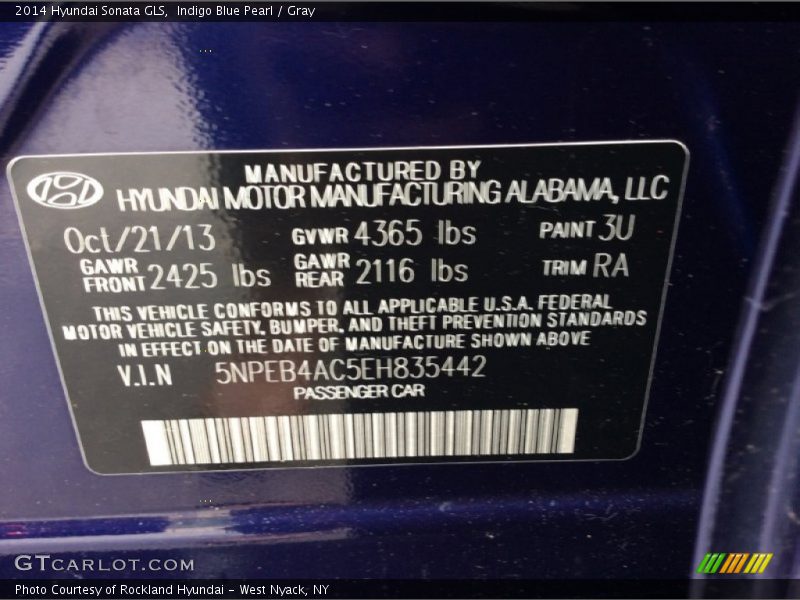 2014 Hyundai Sonata GLS, Indigo Blue Pearl / Gray
MANUFACTURED BY
HYUNDAI MOTOR MANUFACTURING ALABAMA, LLC
Oct/21/13 GVWR 4365 lbs PAINT 3U
GAWR FRONT 2425 lbs GAWR REAR 2116 lbs TRIM RA
THIS VEHICLE CONFORMS TO ALL APPLICABLE U.S.A. FEDERAL
MOTOR VEHICLE SAFETY, BUMPER, AND THEFT PREVENTION STANDARDS
IN EFFECT ON THE DATE OF MANUFACTURE SHOWN ABOVE
V.I.N 5NPEB4AC5EH835442
PASSENGER CAR
GTCARLOT.COM
Photo Courtesy of Rockland Hyundai - West Nyack, NY